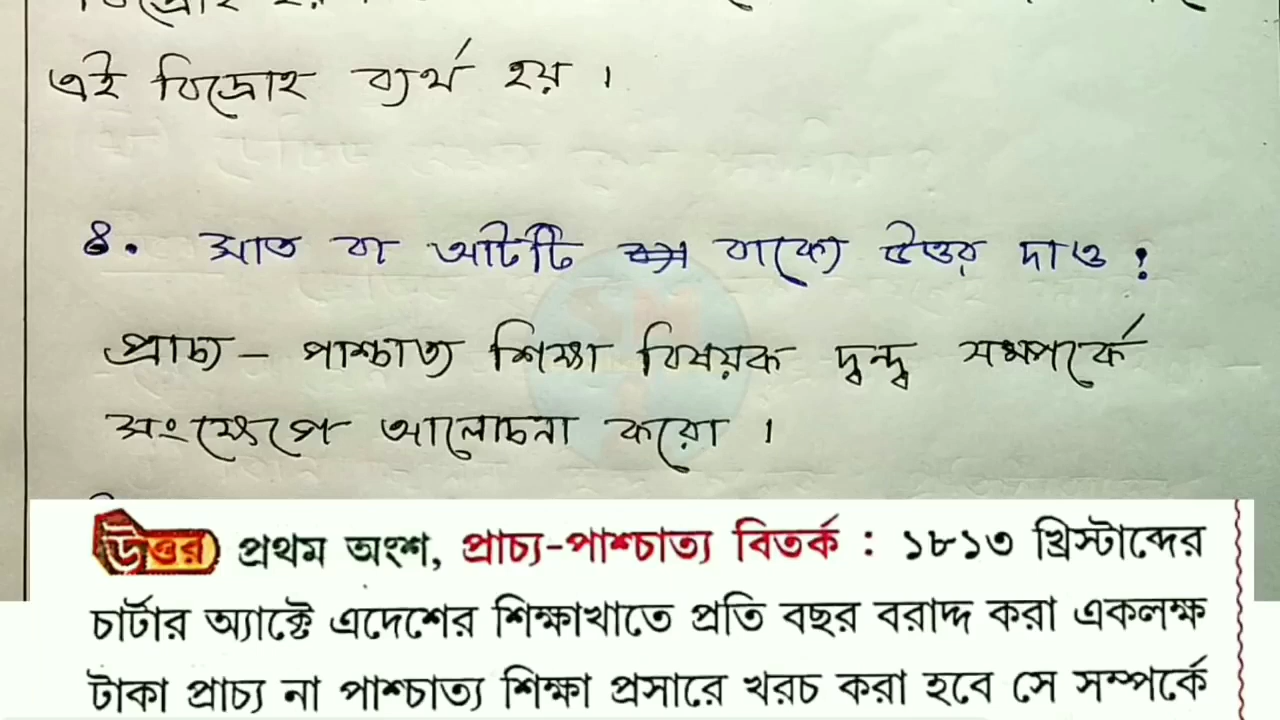 এই বিদ্রোহ ব্যর্থ হয় ।
৪. সাত বা আটটি বাক্যে উত্তর দাও :
প্রাচ্য – পাশ্চাত্য শিক্ষা বিষয়ক দ্বন্দ্ব সম্পর্কে
সংক্ষেপে আলোচনা করো ।
উত্তর প্রথম অংশ, প্রাচ্য-পাশ্চাত্য বিতর্ক : ১৮১৩ খ্রিস্টাব্দের
চার্টার অ্যাক্টে এদেশের শিক্ষাখাতে প্রতি বছর বরাদ্দ করা একলক্ষ
টাকা প্রাচ্য না পাশ্চাত্য শিক্ষা প্রসারে খরচ করা হবে সে সম্পর্কে